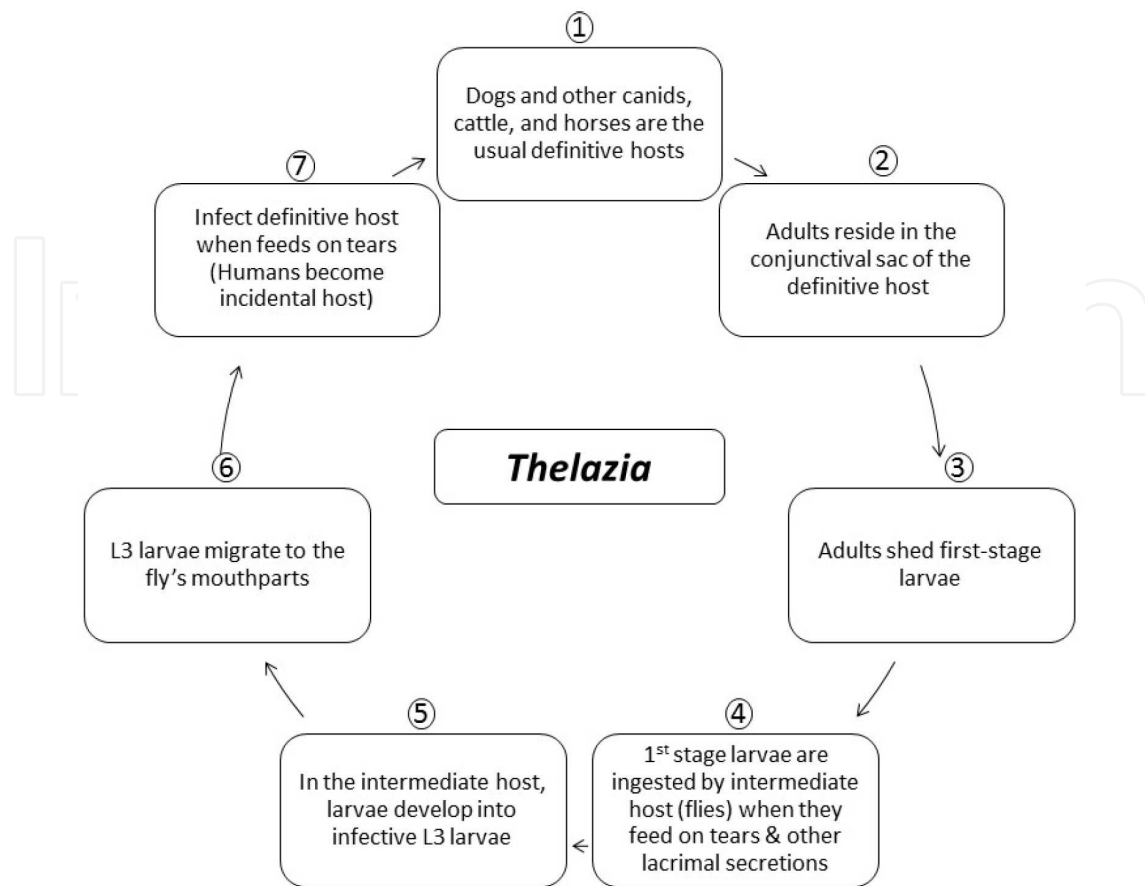 ①
Dogs and other canids,
cattle, and horses are the
usual definitive hosts
②
Adults reside in the
conjunctival sac of the
definitive host
③
Adults shed first-stage
larvae
④
1st stage larvae are
ingested by intermediate
host (flies) when they
feed on tears & other
lacrimal secretions
⑤
In the intermediate host,
larvae develop into
infective L3 larvae
⑥
L3 larvae migrate to the
fly’s mouthparts
⑦
Infect definitive host
when feeds on tears
(Humans become
incidental host)
Thelazia